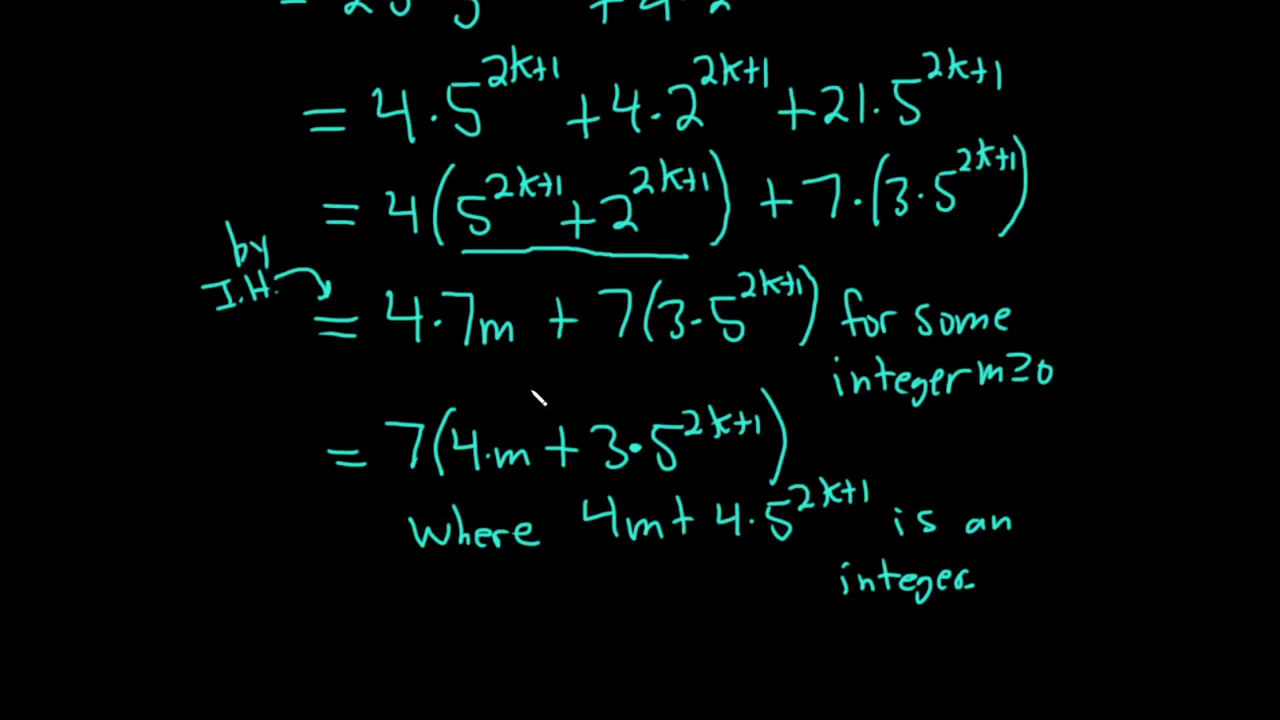 = 4·5^{2k+1} + 4·2^{2k+1} + 21·5^{2k+1}
= 4(5^{2k+1} + 2^{2k+1}) + 7·(3·5^{2k+1})
by
I.H.
= 4·7m + 7(3·5^{2k+1}) for some
integer m≥0
= 7(4·m + 3·5^{2k+1})
where 4m + 4·5^{2k+1} is an
integer